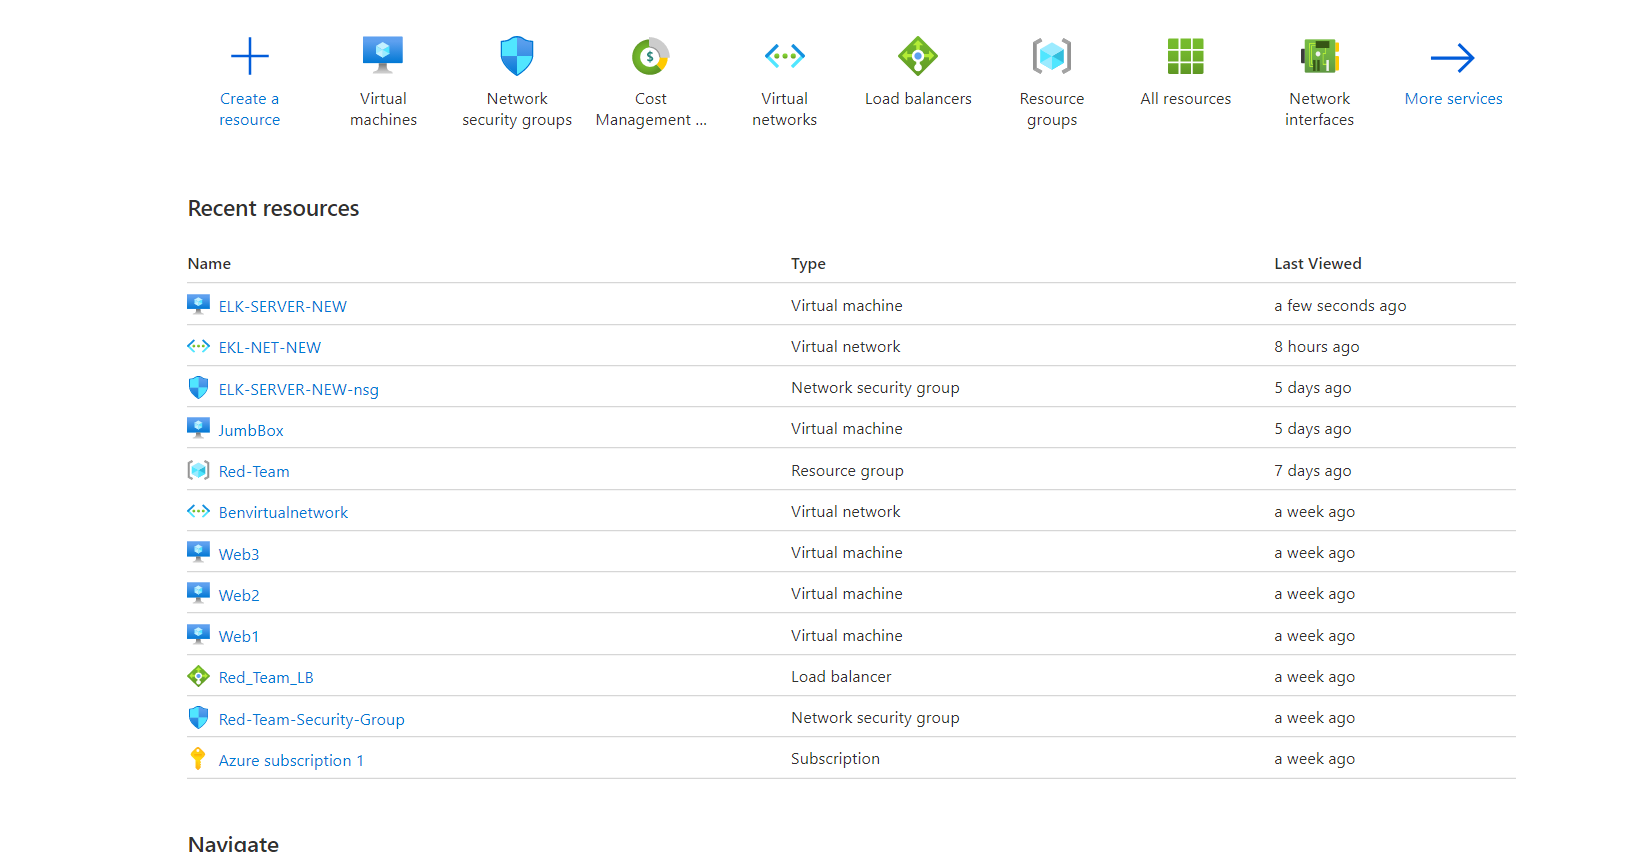 Create a resource
Virtual machines
Network security groups
$
Cost Management ...
Virtual networks
Load balancers
Resource groups
All resources
Network interfaces
More services
Recent resources
Name Type Last Viewed
ELK-SERVER-NEW Virtual machine a few seconds ago
EKL-NET-NEW Virtual network 8 hours ago
ELK-SERVER-NEW-nsg Network security group 5 days ago
JumbBox Virtual machine 5 days ago
Red-Team Resource group 7 days ago
Benvirtualnetwork Virtual network a week ago
Web3 Virtual machine a week ago
Web2 Virtual machine a week ago
Web1 Virtual machine a week ago
Red_Team_LB Load balancer a week ago
Red-Team-Security-Group Network security group a week ago
Azure subscription 1 Subscription a week ago
Navigate